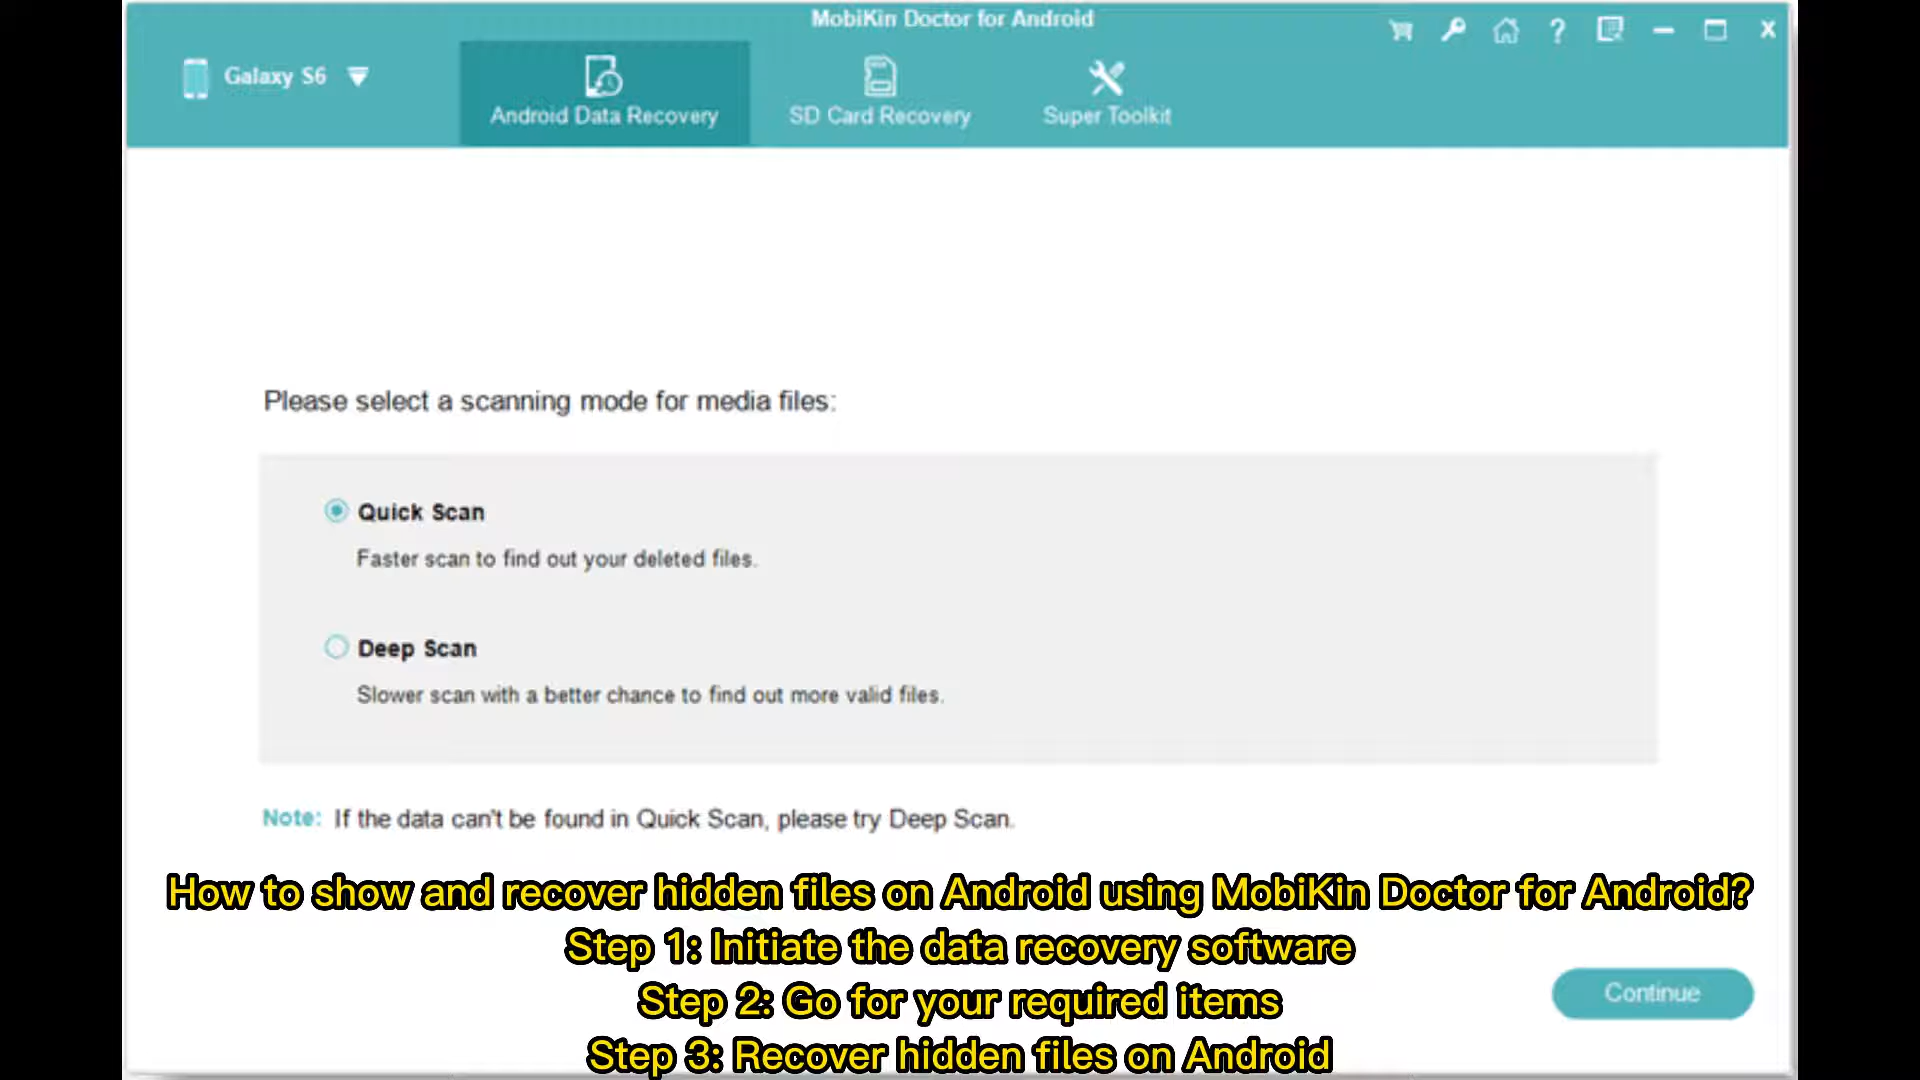 MobiKin Doctor for Android
Galaxy S6
Android Data Recovery
SD Card Recovery
Super Toolkit
Please select a scanning mode for media files:
Quick Scan
Faster scan to find out your deleted files.
Deep Scan
Slower scan with a better chance to find out more valid files.
Note: If the data can't be found in Quick Scan, please try Deep Scan.
How to show and recover hidden files on Android using MobiKin Doctor for Android?
Step 1: Initiate the data recovery software
Step 2: Go for your required items
Continue
Step 3: Recover hidden files on Android